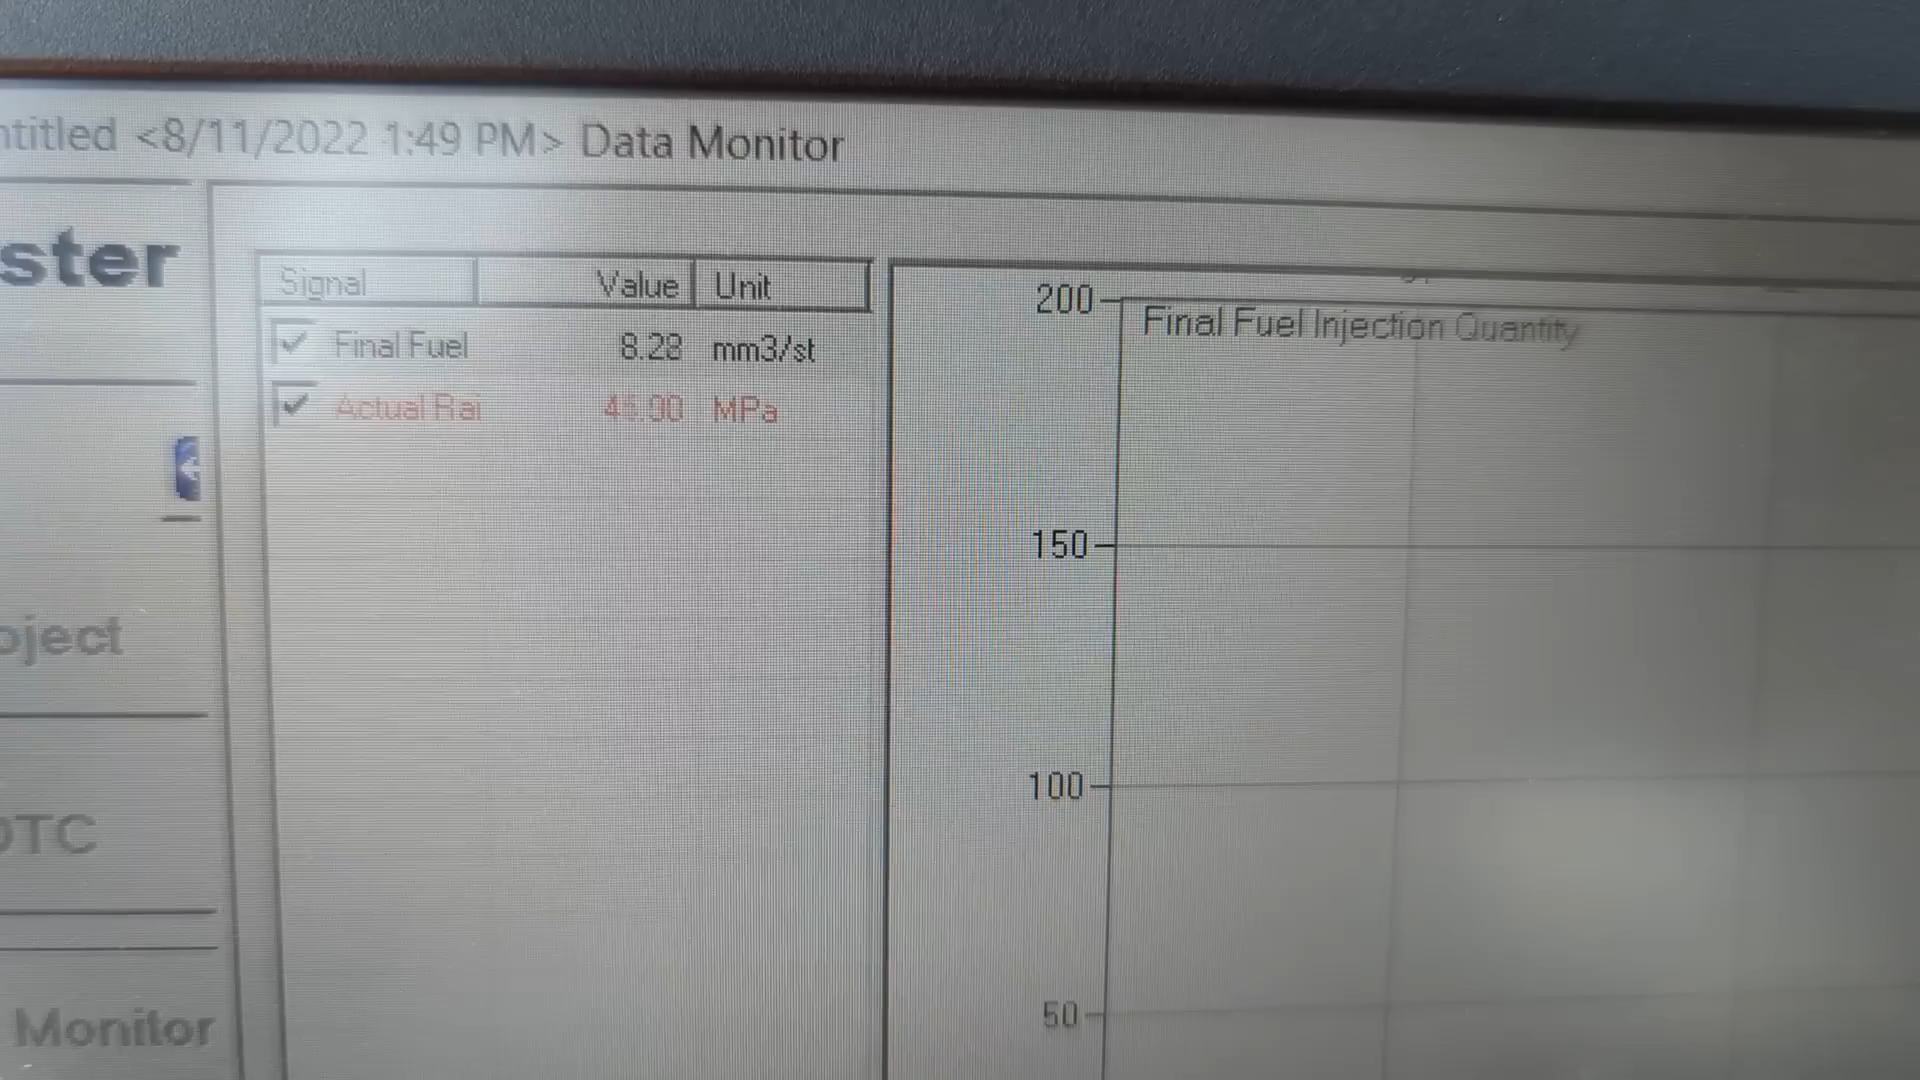 ntitled <8/11/2022 1:49 PM> Data Monitor
ster
Signal Value Unit
Final Fuel 8.28 mm3/st
Actual Rai MPa
200
Final Fuel Injection Quantity
150
100
50
oject
DTC
Monitor